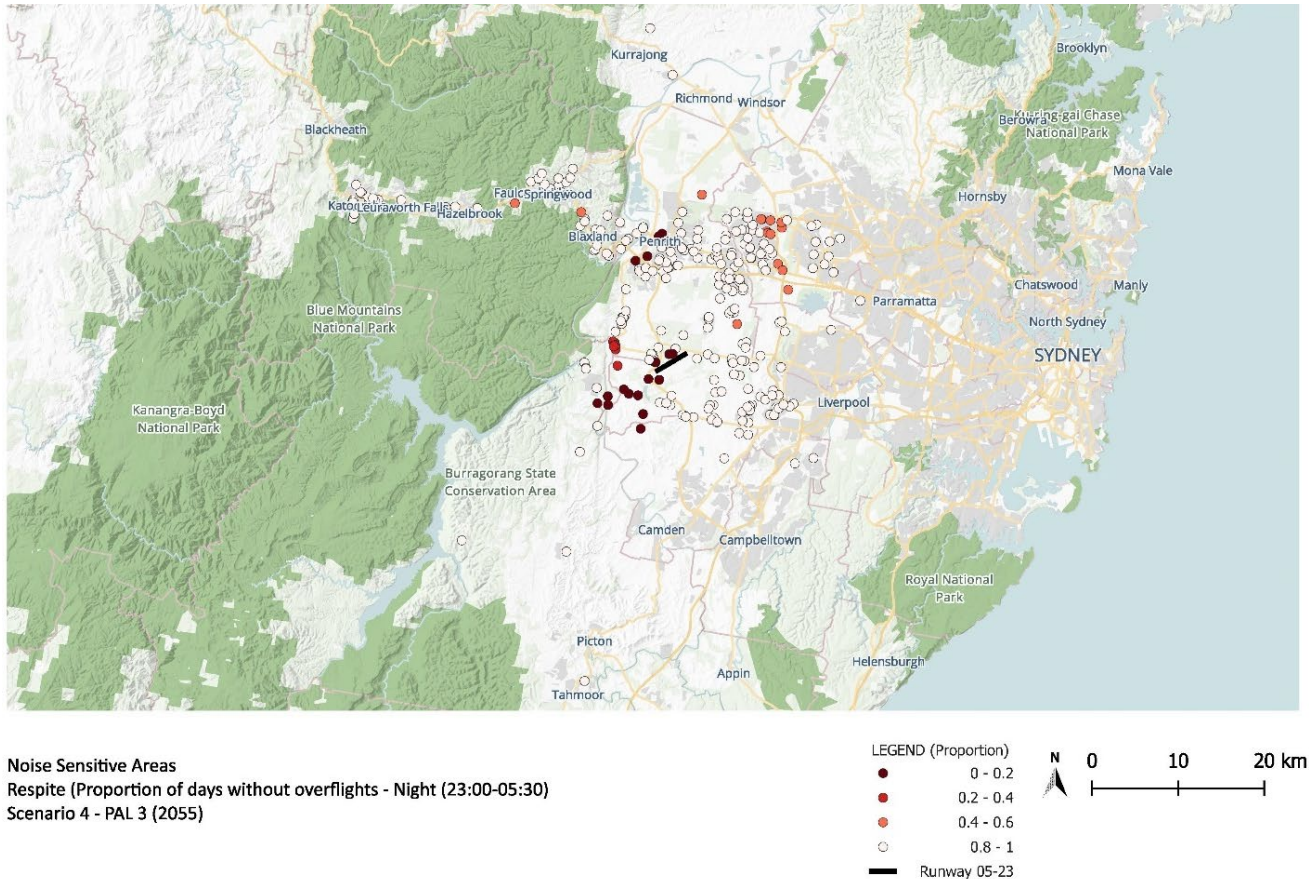 Brooklyn
Kurrajong
Richmond
Windsor
Ku-ring-gai Chase
National Park
Berowra
Blackheath
Mona Vale
Hornsby
Springwood
Hazelbrook
Blaxland
Penrith
Chatswood
Manly
Parramatta
Blue Mountains
National Park
North Sydney
SYDNEY
Kanangra-Boyd
National Park
Liverpool
Burragorang State
Conservation Area
Camden
Campbelltown
Royal National
Park
Picton
Helensburgh
Appin
Tahmoor
Noise Sensitive Areas
Respite (Proportion of days without overflights - Night (23:00-05:30)
Scenario 4 - PAL 3 (2055)
LEGEND (Proportion)
0 - 0.2
0.2 - 0.4
0.4 - 0.6
0.8 - 1
Runway 05-23
N
0 10 20 km